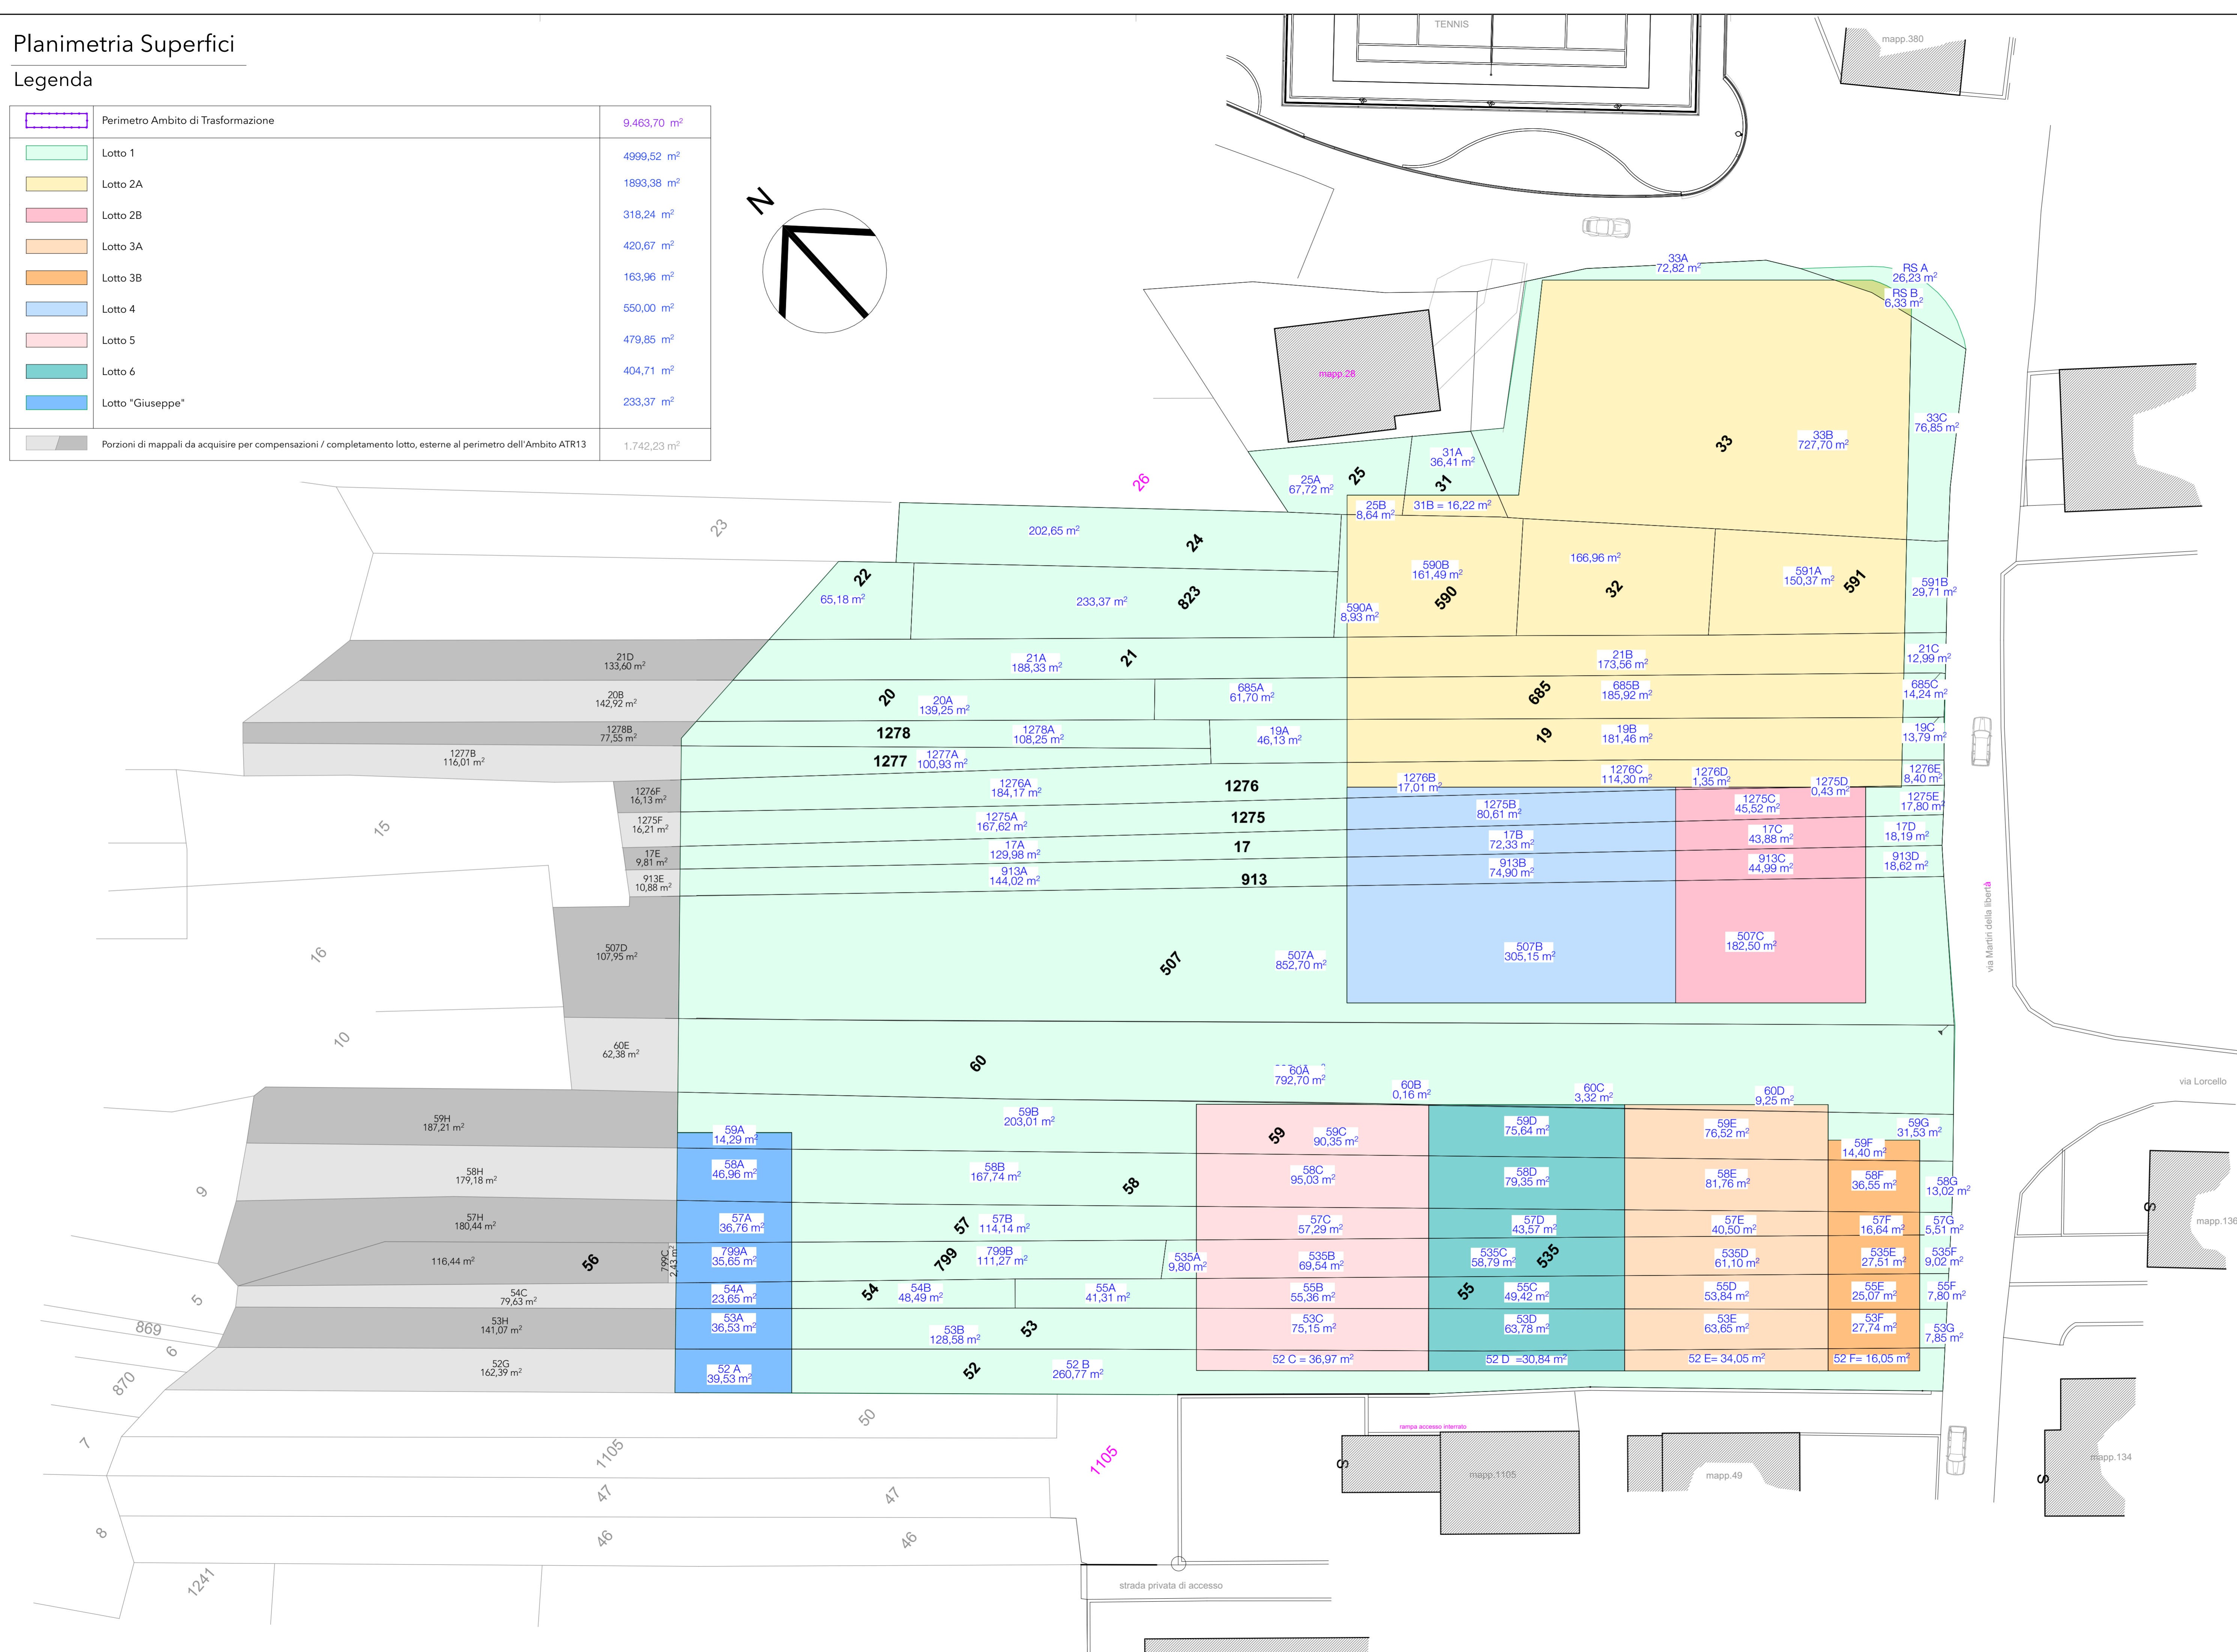 Planimetria Superfici
Legenda
Perimetro Ambito di Trasformazione 9.463,70 m²
Lotto 1 4999,52 m²
Lotto 2A 1893,38 m²
Lotto 2B 318,24 m²
Lotto 3A 420,67 m²
Lotto 3B 163,96 m²
Lotto 4 550,00 m²
Lotto 5 479,85 m²
Lotto 6 404,71 m²
Lotto "Giuseppe" 233,37 m²
Porzioni di mappali da acquisire per compensazioni / completamento lotto, esterne al perimetro dell'Ambito ATR13 1.742,23 m²
N
TENNIS
mapp.380
mapp.28
33A
72,82 m²
RS A
26,23 m²
RS B
6,33 m²
33C
76,85 m²
33
33B
727,70 m²
31A
36,41 m²
31
25A
67,72 m²
25
26
25B
8,64 m²
31B = 16,22 m²
23
202,65 m²
24
22
65,18 m²
233,37 m²
823
590A
8,93 m²
590B
161,49 m²
590
166,96 m²
32
591A
150,37 m²
591
591B
29,71 m²
21D
133,60 m²
21A
188,33 m²
21
21B
173,56 m²
21C
12,99 m²
20B
142,92 m²
20
20A
139,25 m²
685A
61,70 m²
685
685B
185,92 m²
685C
14,24 m²
1278B
77,55 m²
1278
1278A
108,25 m²
19A
46,13 m²
19
19B
181,46 m²
19C
13,79 m²
1277B
116,01 m²
1277
1277A
100,93 m²
1276F
16,13 m²
1276A
184,17 m²
1276
1276B
17,01 m²
1276C
114,30 m²
1276D
1,35 m²
1275D
0,43 m²
1276E
8,40 m²
15
1275F
16,21 m²
1275A
167,62 m²
1275
1275B
80,61 m²
1275C
45,52 m²
1275E
17,80 m²
17E
9,81 m²
17A
129,98 m²
17
17B
72,33 m²
17C
43,88 m²
17D
18,19 m²
913E
10,88 m²
913A
144,02 m²
913
913B
74,90 m²
913C
44,99 m²
913D
18,62 m²
16
507D
107,95 m²
507
507A
852,70 m²
507B
305,15 m²
507C
182,50 m²
via Martiri della libertà
10
60E
62,38 m²
60
60A
792,70 m²
60B
0,16 m²
60C
3,32 m²
60D
9,25 m²
via Lorcello
59H
187,21 m²
59A
14,29 m²
59B
203,01 m²
59
59C
90,35 m²
59D
75,64 m²
59E
76,52 m²
59F
14,40 m²
59G
31,53 m²
9
58H
179,18 m²
58A
46,96 m²
58B
167,74 m²
58
58C
95,03 m²
58D
79,35 m²
58E
81,76 m²
58F
36,55 m²
58G
13,02 m²
S
mapp.136
57H
180,44 m²
57A
36,76 m²
57
57B
114,14 m²
57C
57,29 m²
57D
43,57 m²
57E
40,50 m²
57F
16,64 m²
57G
5,51 m²
116,44 m²
56
799C
2,43 m²
799A
35,65 m²
799
799B
111,27 m²
535A
9,80 m²
535B
69,54 m²
535C
58,79 m²
535
535D
61,10 m²
535E
27,51 m²
535F
9,02 m²
5
54C
79,63 m²
54A
23,65 m²
54
54B
48,49 m²
55A
41,31 m²
55B
55,36 m²
55
55C
49,42 m²
55D
53,84 m²
55E
25,07 m²
55F
7,80 m²
869
53H
141,07 m²
53A
36,53 m²
53B
128,58 m²
53
53C
75,15 m²
53D
63,78 m²
53E
63,65 m²
53F
27,74 m²
53G
7,85 m²
6
870
52G
162,39 m²
52 A
39,53 m²
52
52 B
260,77 m²
52 C = 36,97 m²
52 D =30,84 m²
52 E= 34,05 m²
52 F= 16,05 m²
50
7
1105
1105
rampa accesso interrato
S
mapp.1105
mapp.49
S
mapp.134
47
47
8
46
46
1241
strada privata di accesso